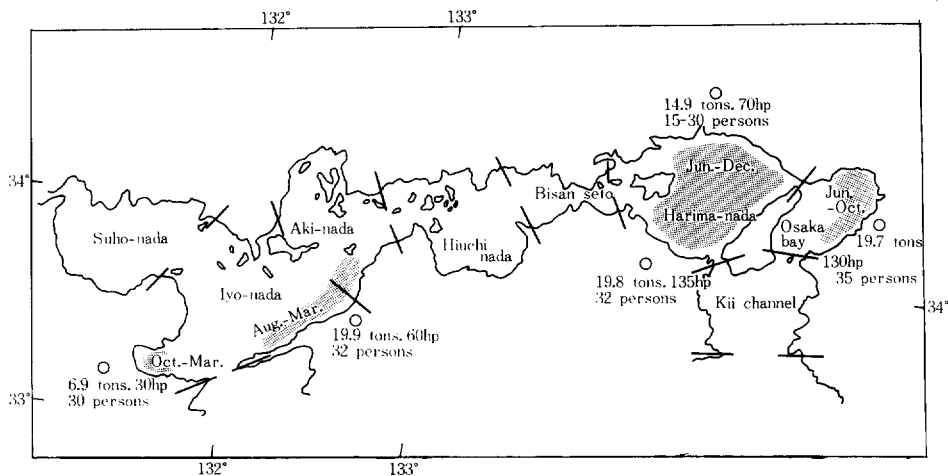 132°
133°
14.9 tons. 70hp
15-30 persons
34°
Jun.-Dec.
Bisan seto
Jun.
-Oct.
Aki-nada
Harima-nada
Suho-nada
Hiuchi
nada
Osaka
bay
19.7 tons
130hp
35 persons
Iyo-nada
19.8 tons. 135hp
32 persons
Kii channel
Aug.-Mar.
34°
19.9 tons. 60hp
32 persons
Oct.-Mar.
6.9 tons. 30hp
30 persons
33°
132°
133°